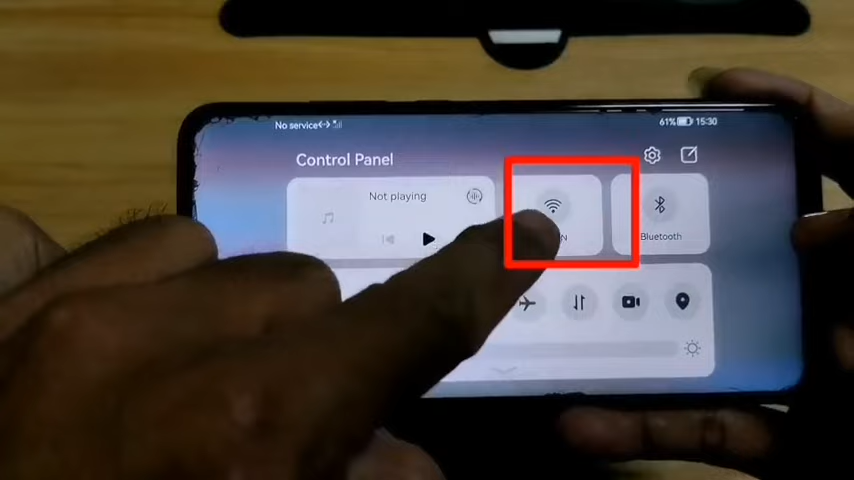 No service
61% 15:30
Control Panel
Not playing
N
Bluetooth